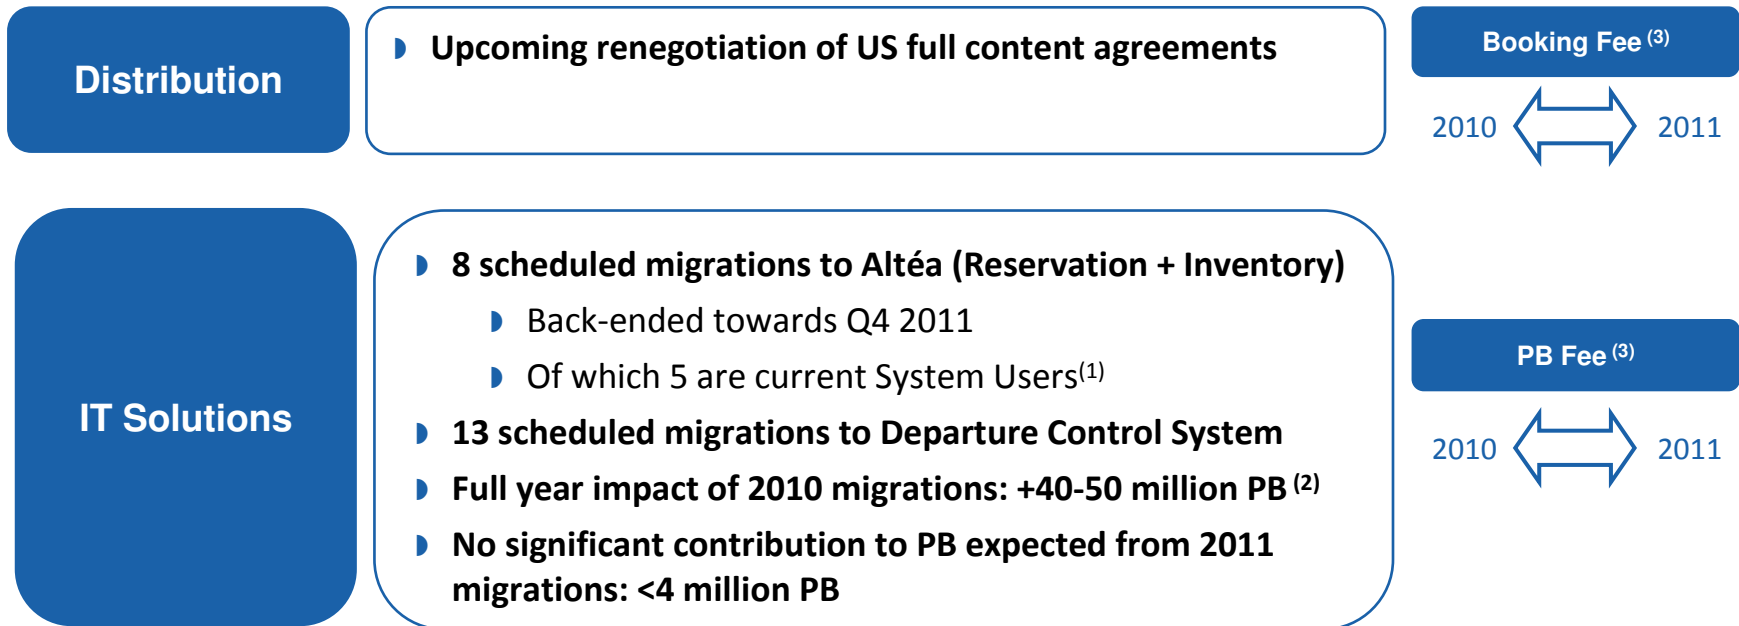 Distribution
Upcoming renegotiation of US full content agreements
Booking Fee (3)
2010 2011
IT Solutions
8 scheduled migrations to Altéa (Reservation + Inventory)
Back-ended towards Q4 2011
Of which 5 are current System Users(1)
13 scheduled migrations to Departure Control System
Full year impact of 2010 migrations: +40-50 million PB (2)
No significant contribution to PB expected from 2011
migrations: <4 million PB
PB Fee (3)
2010 2011